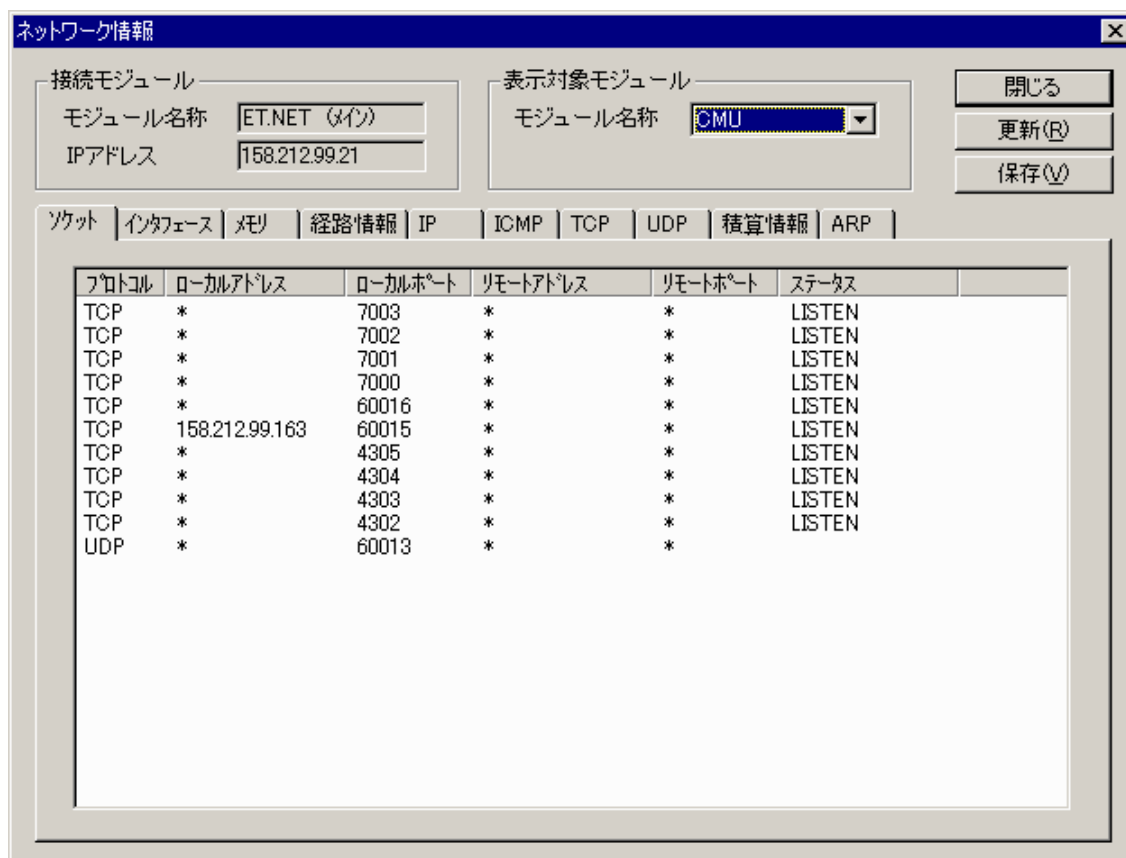 ネットワーク情報
接続モジュール
モジュール名称 ET.NET (メイン)
IPアドレス 158.212.99.21
表示対象モジュール
モジュール名称 CMU
閉じる
更新(R)
保存(V)
ソケット インタフェース メモリ 経路情報 IP ICMP TCP UDP 積算情報 ARP
プロトコル ローカルアドレス ローカルポート リモートアドレス リモートポート ステータス
TCP * 7003 * * LISTEN
TCP * 7002 * * LISTEN
TCP * 7001 * * LISTEN
TCP * 7000 * * LISTEN
TCP * 60016 * * LISTEN
TCP 158.212.99.163 60015 * * LISTEN
TCP * 4305 * * LISTEN
TCP * 4304 * * LISTEN
TCP * 4303 * * LISTEN
TCP * 4302 * * LISTEN
UDP * 60013 * *